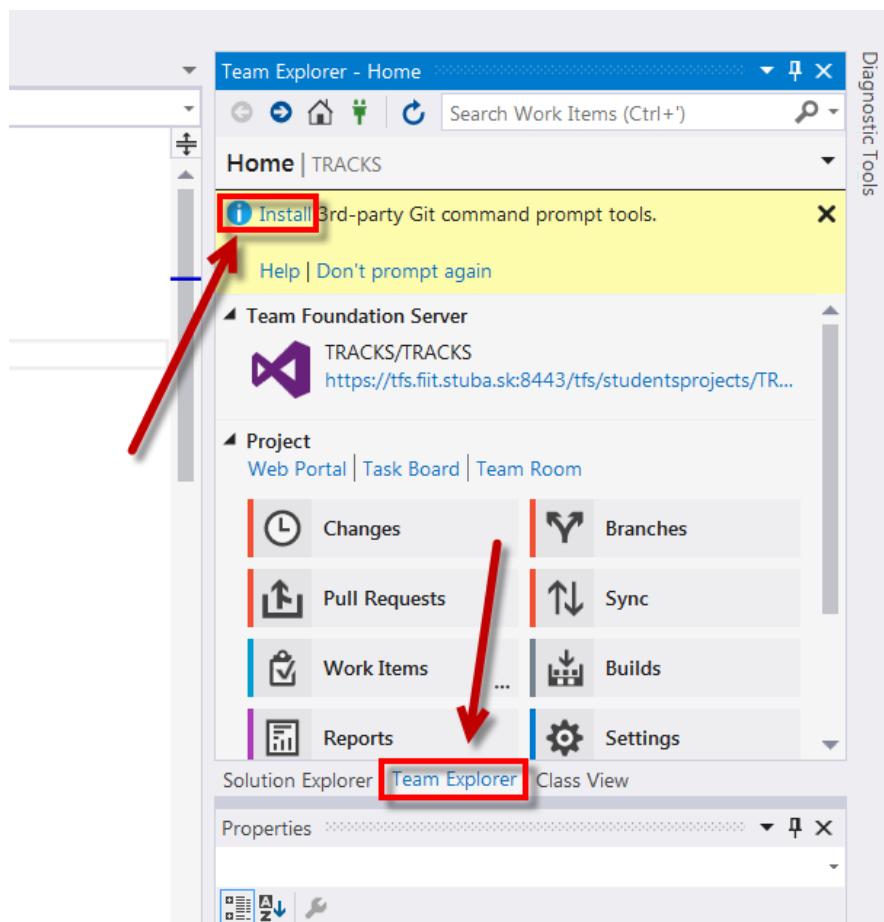 Team Explorer - Home
Diagnostic Tools
Search Work Items (Ctrl+')
Home | TRACKS
Install 3rd-party Git command prompt tools.
Help | Don't prompt again
Team Foundation Server
TRACKS/TRACKS
https://tfs.fiit.stuba.sk:8443/tfs/studentsprojects/TR...
Project
Web Portal | Task Board | Team Room
Changes
Branches
Pull Requests
Sync
Work Items
...
Builds
Reports
Settings
Solution Explorer Team Explorer Class View
Properties